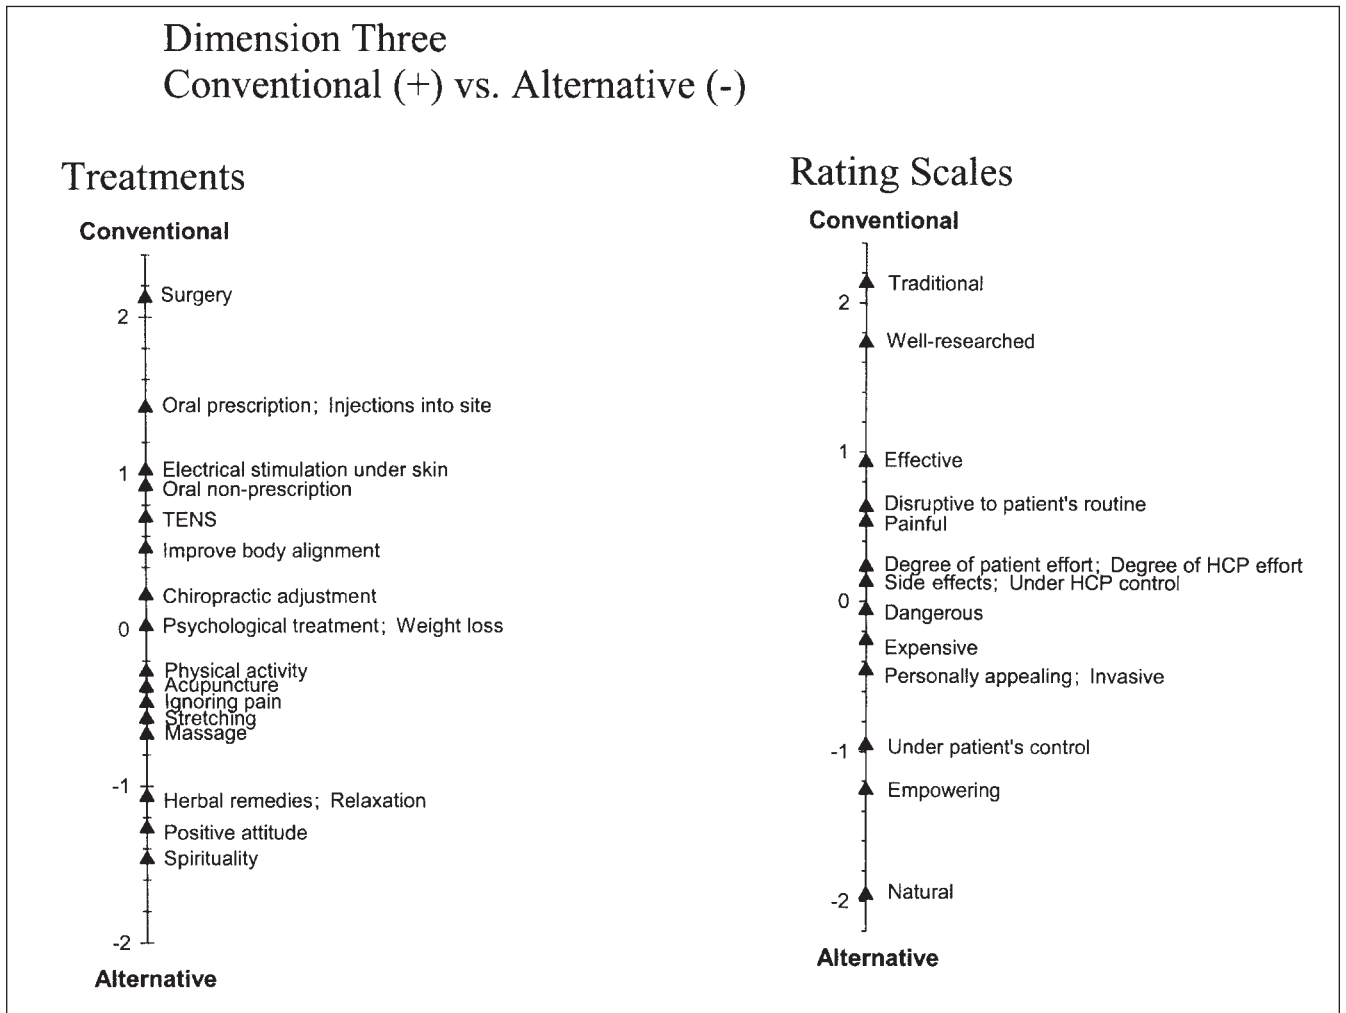 Dimension Three
Conventional (+) vs. Alternative (-)
Treatments
Conventional
Surgery
2
Oral prescription; Injections into site
1
Electrical stimulation under skin
Oral non-prescription
TENS
Improve body alignment
Chiropractic adjustment
0
Psychological treatment; Weight loss
Physical activity
Acupuncture
Ignoring pain
Stretching
Massage
-1
Herbal remedies; Relaxation
Positive attitude
Spirituality
-2
Alternative
Rating Scales
Conventional
Traditional
2
Well-researched
1
Effective
Disruptive to patient's routine
Painful
Degree of patient effort; Degree of HCP effort
Side effects; Under HCP control
0
Dangerous
Expensive
Personally appealing; Invasive
-1
Under patient's control
Empowering
Natural
-2
Alternative